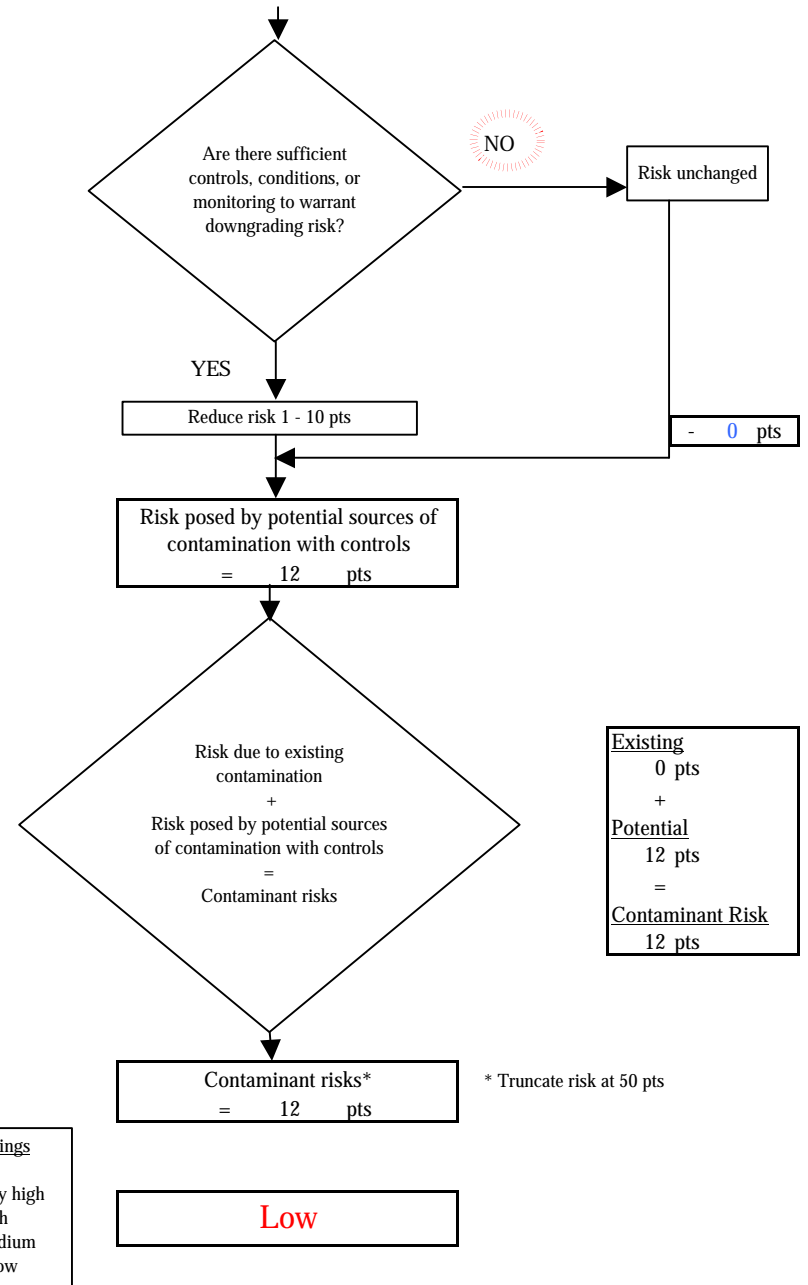 Are there sufficient
controls, conditions, or
monitoring to warrant
downgrading risk?
NO
Risk unchanged
YES
Reduce risk 1 - 10 pts
- 0 pts
Risk posed by potential sources of
contamination with controls
= 12 pts
Risk due to existing
contamination
+
Risk posed by potential sources
of contamination with controls
=
Contaminant risks
Existing
0 pts
+
Potential
12 pts
=
Contaminant Risk
12 pts
Contaminant risks*
= 12 pts
* Truncate risk at 50 pts
high
Low